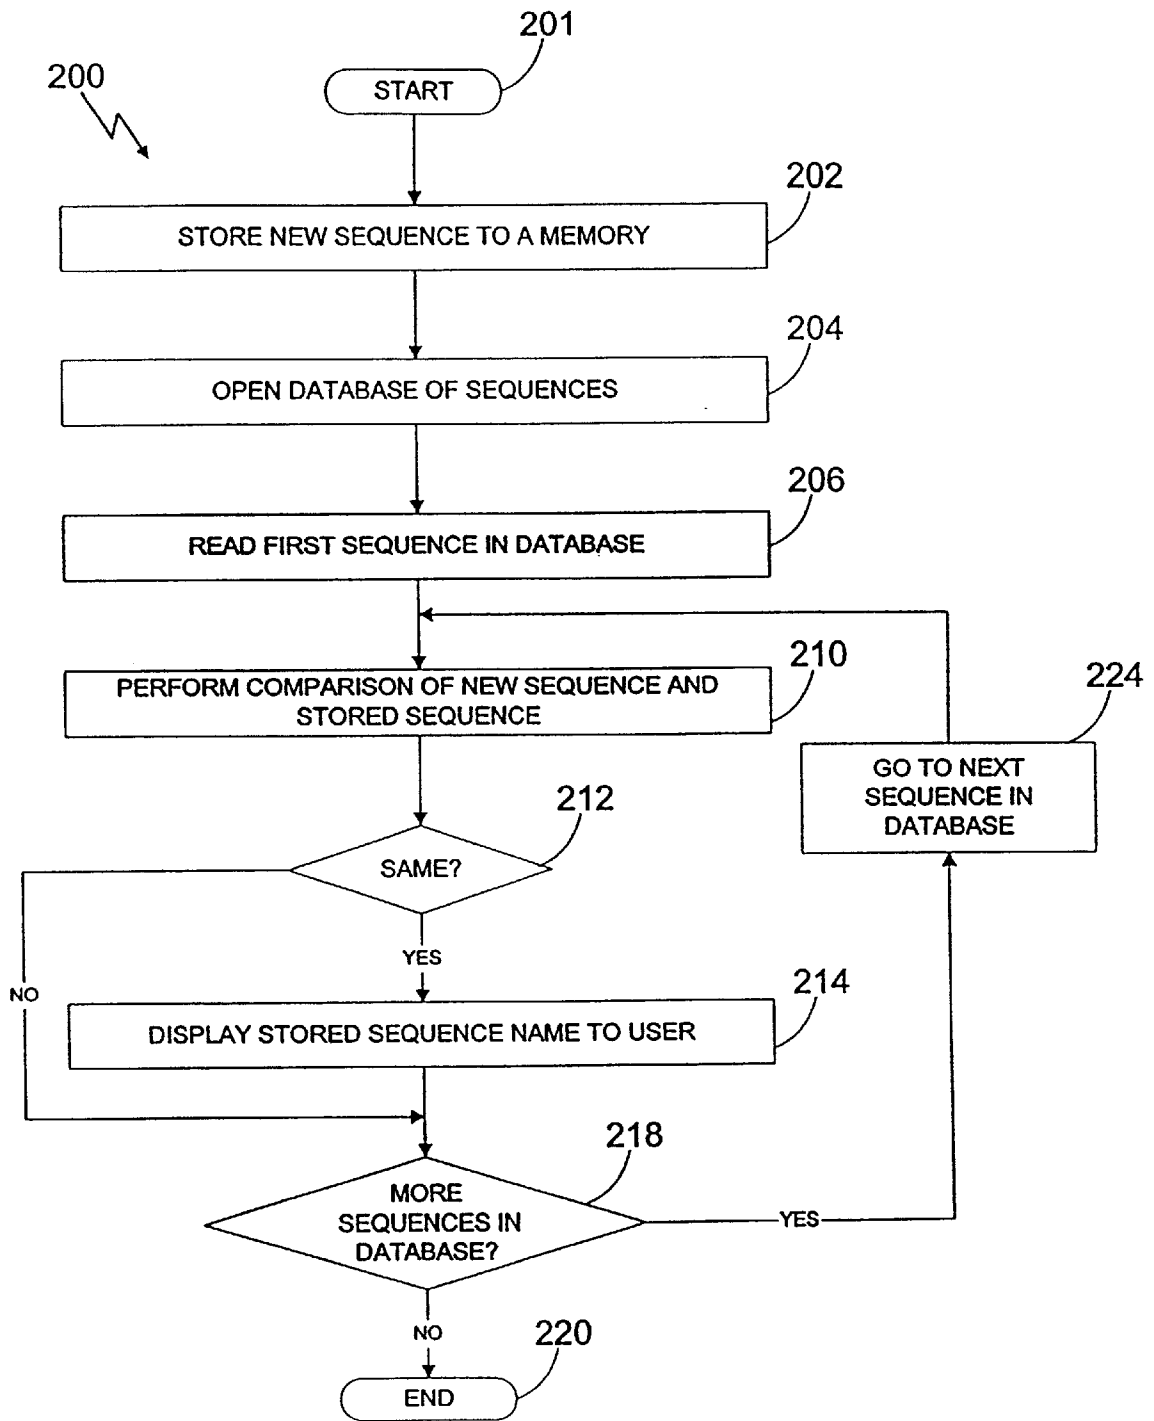 201
200
START
202
STORE NEW SEQUENCE TO A MEMORY
204
OPEN DATABASE OF SEQUENCES
206
READ FIRST SEQUENCE IN DATABASE
210
PERFORM COMPARISON OF NEW SEQUENCE AND
STORED SEQUENCE
224
GO TO NEXT
SEQUENCE IN
DATABASE
212
SAME?
YES
NO
214
DISPLAY STORED SEQUENCE NAME TO USER
218
MORE
SEQUENCES IN
DATABASE?
YES
NO
220
END